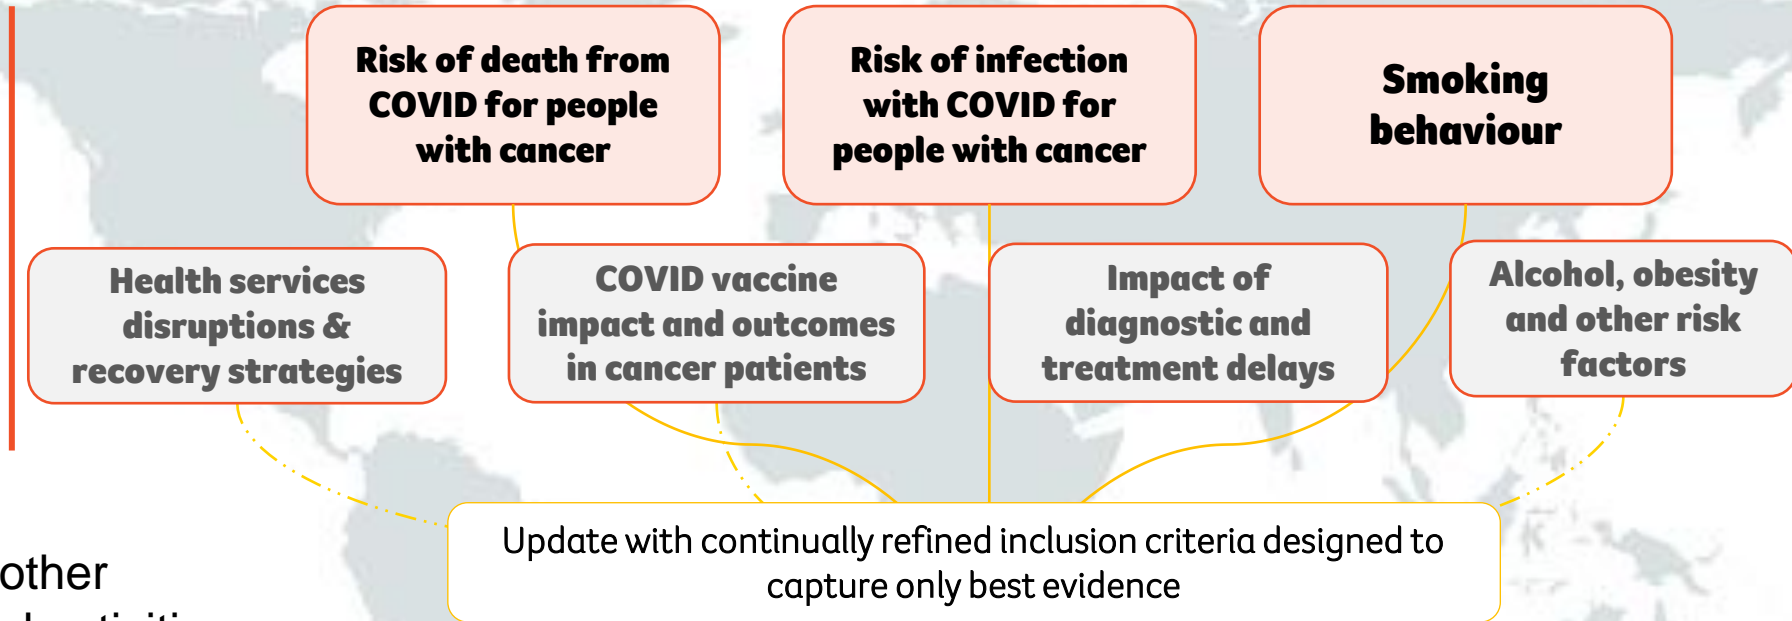 Risk of death from
COVID for people
with cancer
Risk of infection
with COVID for
people with cancer
Smoking
behaviour
Health services
disruptions &
recovery strategies
COVID vaccine
impact and outcomes
in cancer patients
Impact of
diagnostic and
treatment delays
Alcohol, obesity
and other risk
factors
Update with continually refined inclusion criteria designed to
capture only best evidence
other